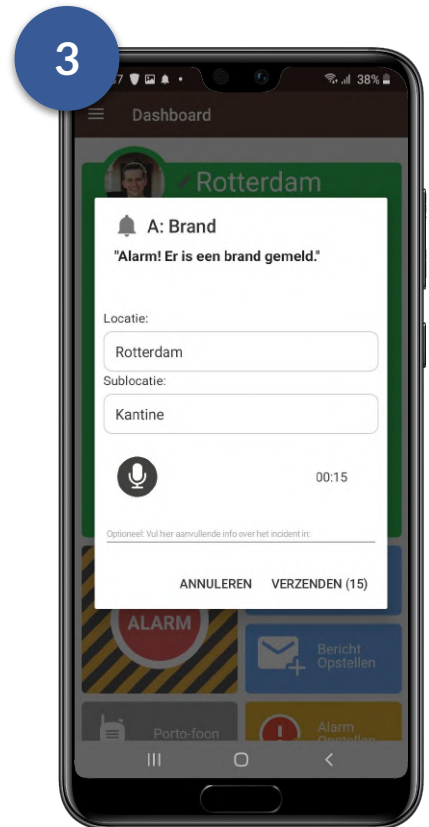 3
38%
Dashboard
Rotterdam
A: Brand
"Alarm! Er is een brand gemeld."
Locatie:
Rotterdam
Sublocatie:
Kantine
00:15
Optioneel: Vul hier aanvullende info over het incident in:
ANNULEREN VERZENDEN (15)
ALARM
Bericht
Opstellen
Porto-foon
Alarm
Opstellen